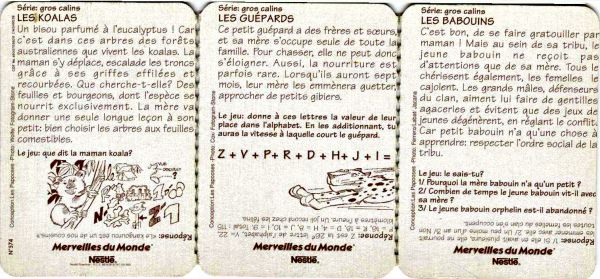 Série: gros calins
LES KOALAS
Un bisou parfumé à l'eucalyptus ! Car
c'est dans ces arbres des forêts
australiennes que vivent les koalas. La
maman s'y déplace, escalade les troncs
grâce à ses griffes effilées et
recourbées. Que cherche-t-elle? Des
feuilles et bourgeons, dont l'espèce se
nourrit exclusivement. La mère va
donner une seule longue leçon à son
petit: bien choisir les arbres aux feuilles
comestibles.
Le jeu: que dit la maman koala?
Réponse:
N°374
Merveilles du Monde
Nestlé
Série: gros calins
LES GUÉPARDS
Ce petit guépard a des frères et sœurs,
et sa mère s'occupe seule de toute la
famille. Pour chasser, elle ne peut donc
s'éloigner. Aussi, la nourriture est
parfois rare. Lorsqu'ils auront sept
mois, leur mère les emmènera guetter,
approcher de petits gibiers.
Le jeu: donne à ces lettres la valeur de leur
place dans l'alphabet. En les additionnant, tu
auras la vitesse à laquelle court le guépard.
Z + V + P + R + D + H + J + I =
Réponse:
Merveilles du Monde
Nestlé
Série: gros calins
LES BABOUINS
C'est bon, de se faire gratouiller par
maman ! Mais au sein de sa tribu, le
jeune babouin ne reçoit pas
d'attentions que de sa mère. Tous le
chérissent également, les femelles le
cajolent. Les grands mâles, défenseurs
du clan, aiment lui faire de gentilles
agaceries et évitent que des jeux de
jeunes dégénèrent, en réglant le conflit.
Car petit babouin n'a qu'une chose à
apprendre: respecter l'ordre social de
la tribu.
Le jeu: le sais-tu?
1/ Pourquoi la mère babouin n'a qu'un petit ?
2/ Combien de temps le jeune babouin vit-il avec
sa mère ?
3/ Le jeune babouin orphelin est-il abandonné ?
Réponse:
Merveilles du Monde
Nestlé